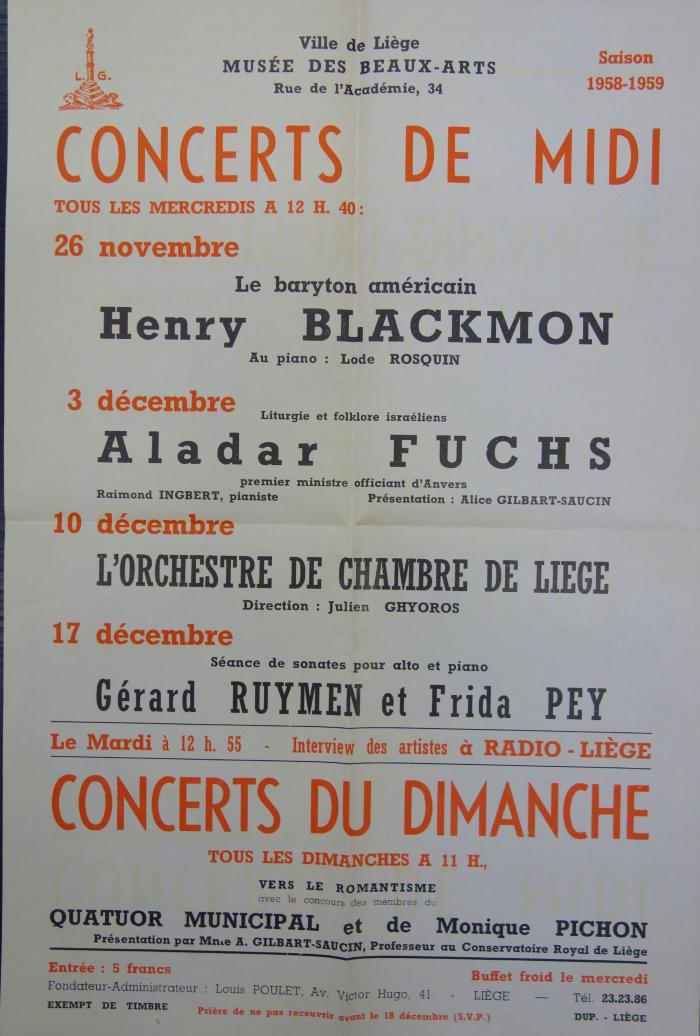 L. G.
Ville de Liège
MUSÉE DES BEAUX-ARTS
Rue de l'Académie, 34
Saison
1958-1959
CONCERTS DE MIDI
TOUS LES MERCREDIS A 12 H. 40 :
26 novembre
Le baryton américain
Henry BLACKMON
Au piano : Lode ROSQUIN
3 décembre
Liturgie et folklore israéliens
Aladar FUCHS
premier ministre officiant d'Anvers
Raimond INGBERT, pianiste Présentation : Alice GILBART-SAUCIN
10 décembre
L'ORCHESTRE DE CHAMBRE DE LIEGE
Direction : Julien GHYOROS
17 décembre
Séance de sonates pour alto et piano
Gérard RUYMEN et Frida PEY
Le Mardi à 12 h. 55 - Interview des artistes à RADIO - LIÈGE
CONCERTS DU DIMANCHE
TOUS LES DIMANCHES A 11 H.,
VERS LE ROMANTISME
avec le concours des membres du
QUATUOR MUNICIPAL et de Monique PICHON
Présentation par Mme A. GILBART-SAUCIN, Professeur au Conservatoire Royal de Liège
Entrée : 5 francs
Buffet froid le mercredi
Fondateur-Administrateur : Louis POULET, Av. Victor Hugo, 41 - LIÈGE — Tél. 23.23.86
EXEMPT DE TIMBRE
Prière de ne pas recouvrir avant le 18 décembre (S.V.P.)
DUP. - LIÈGE